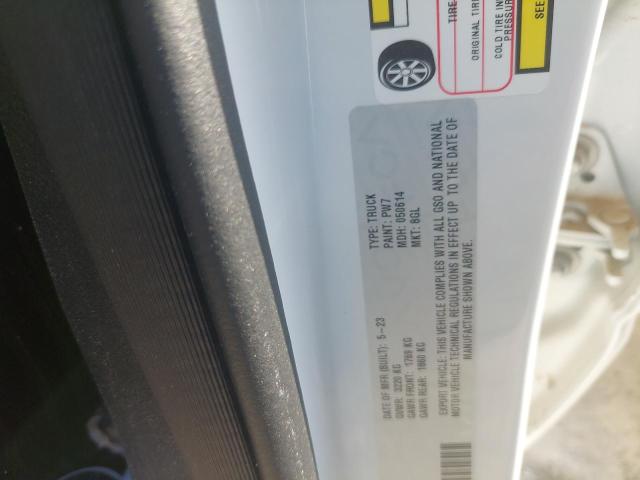 TIRE
ORIGINAL TIRE
COLD TIRE IN
PRESSUR
SEE
DATE OF MFR (BUILT): 5-23
GVWR: 3220 KG
GAWR FRONT: 1769 KG
GAWR REAR: 1860 KG
TYPE: TRUCK
PAINT: PW7
MDH: 050614
MKT: 8GL
EXPORT VEHICLE: THIS VEHICLE COMPLIES WITH ALL GSO AND NATIONAL
MOTOR VEHICLE TECHNICAL REGULATIONS IN EFFECT UP TO THE DATE OF
MANUFACTURE SHOWN ABOVE.